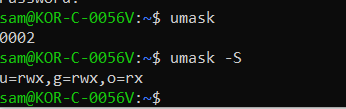 sam@KOR-C-0056V:~$ umask
0002
sam@KOR-C-0056V:~$ umask -S
u=rwx,g=rwx,o=rx
sam@KOR-C-0056V:~$